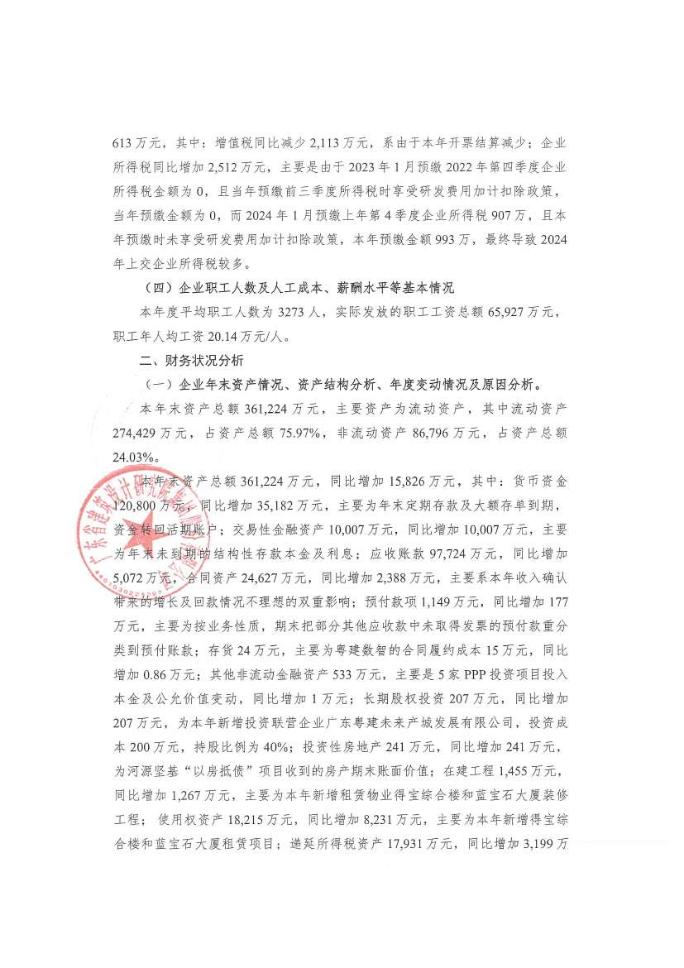 613 万元，其中：增值税同比减少 2,113 万元，系由于本年开票结算减少；企业
所得税同比增加 2,512 万元，主要是由于 2023 年 1 月预缴 2022 年第四季度企业
所得税金额为 0，且当年预缴前三季度所得税时享受研发费用加计扣除政策，
当年预缴金额为 0，而 2024 年 1 月预缴上年第 4 季度企业所得税 907 万，且本
年预缴时未享受研发费用加计扣除政策，本年预缴金额 993 万，最终导致 2024
年上交企业所得税较多。
（四）企业职工人数及人工成本、薪酬水平等基本情况
本年度平均职工人数为 3273 人，实际发放的职工工资总额 65,927 万元，
职工年人均工资 20.14 万元/人。
二、财务状况分析
（一）企业年末资产情况、资产结构分析、年度变动情况及原因分析。
本年末资产总额 361,224 万元，主要资产为流动资产，其中流动资产
274,429 万元，占资产总额 75.97%，非流动资产 86,796 万元，占资产总额
24.03%。
本年末资产总额 361,224 万元，同比增加 15,826 万元，其中：货币资金
120,800 万元，同比增加 35,182 万元，主要为年末定期存款及大额存单到期，
资金转回活期账户；交易性金融资产 10,007 万元，同比增加 10,007 万元，主要
为年末未到期的结构性存款本金及利息；应收账款 97,724 万元，同比增加
5,072 万元，合同资产 24,627 万元，同比增加 2,388 万元，主要系本年收入确认
带来的增长及回款情况不理想的双重影响；预付款项 1,149 万元，同比增加 177
万元，主要为按业务性质，期末把部分其他应收款中未取得发票的预付款重分
类到预付账款；存货 24 万元，主要为粤建数智的合同履约成本 15 万元，同比
增加 0.86 万元；其他非流动金融资产 533 万元，主要是 5 家 PPP 投资项目投入
本金及公允价值变动，同比增加 1 万元；长期股权投资 207 万元，同比增加
207 万元，为本年新增投资联营企业广东粤建未来产城发展有限公司，投资成
本 200 万元，持股比例为 40%；投资性房地产 241 万元，同比增加 241 万元，
为河源坚基“以房抵债”项目收到的房产期末账面价值；在建工程 1,455 万元，
同比增加 1,267 万元，主要为本年新增租赁物业得宝综合楼和蓝宝石大厦装修
工程； 使用权资产 18,215 万元，同比增加 8,231 万元，主要为本年新增得宝综
合楼和蓝宝石大厦租赁项目；递延所得税资产 17,931 万元，同比增加 3,199 万